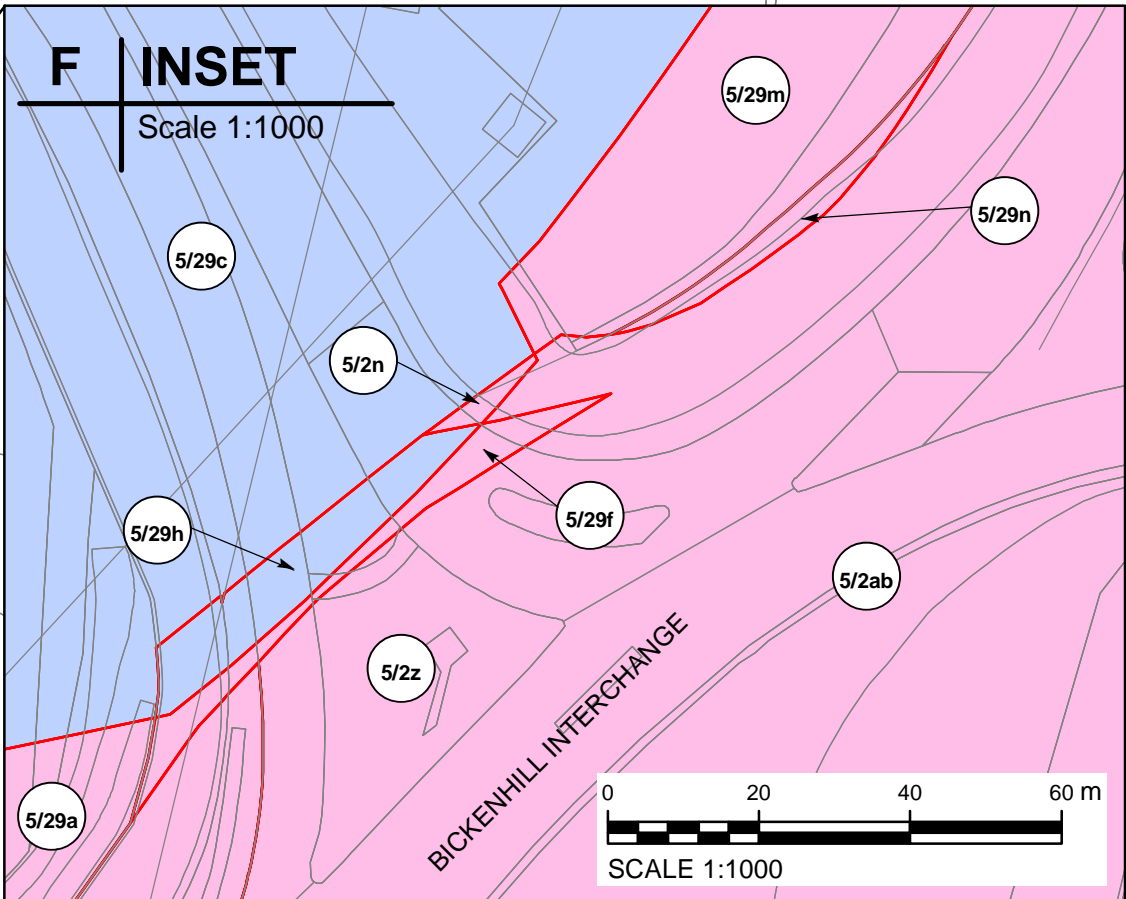 F INSET
Scale 1:1000
5/29m
5/29n
5/29c
5/2n
5/29h
5/29f
5/2ab
5/2z
BICKENHILL INTERCHANGE
5/29a
0 20 40 60 m
SCALE 1:1000